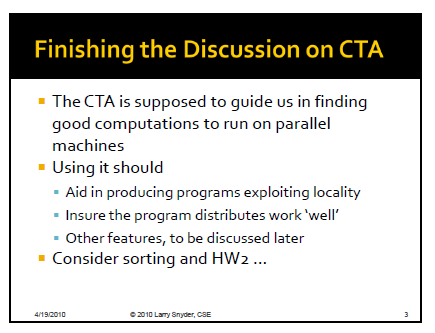 Finishing the Discussion on CTA
The CTA is supposed to guide us in finding
good computations to run on parallel
machines
Using it should
Aid in producing programs exploiting locality
Insure the program distributes work ‘well’
Other features, to be discussed later
Consider sorting and HW2 …
4/19/2010 © 2010 Larry Snyder, CSE 3